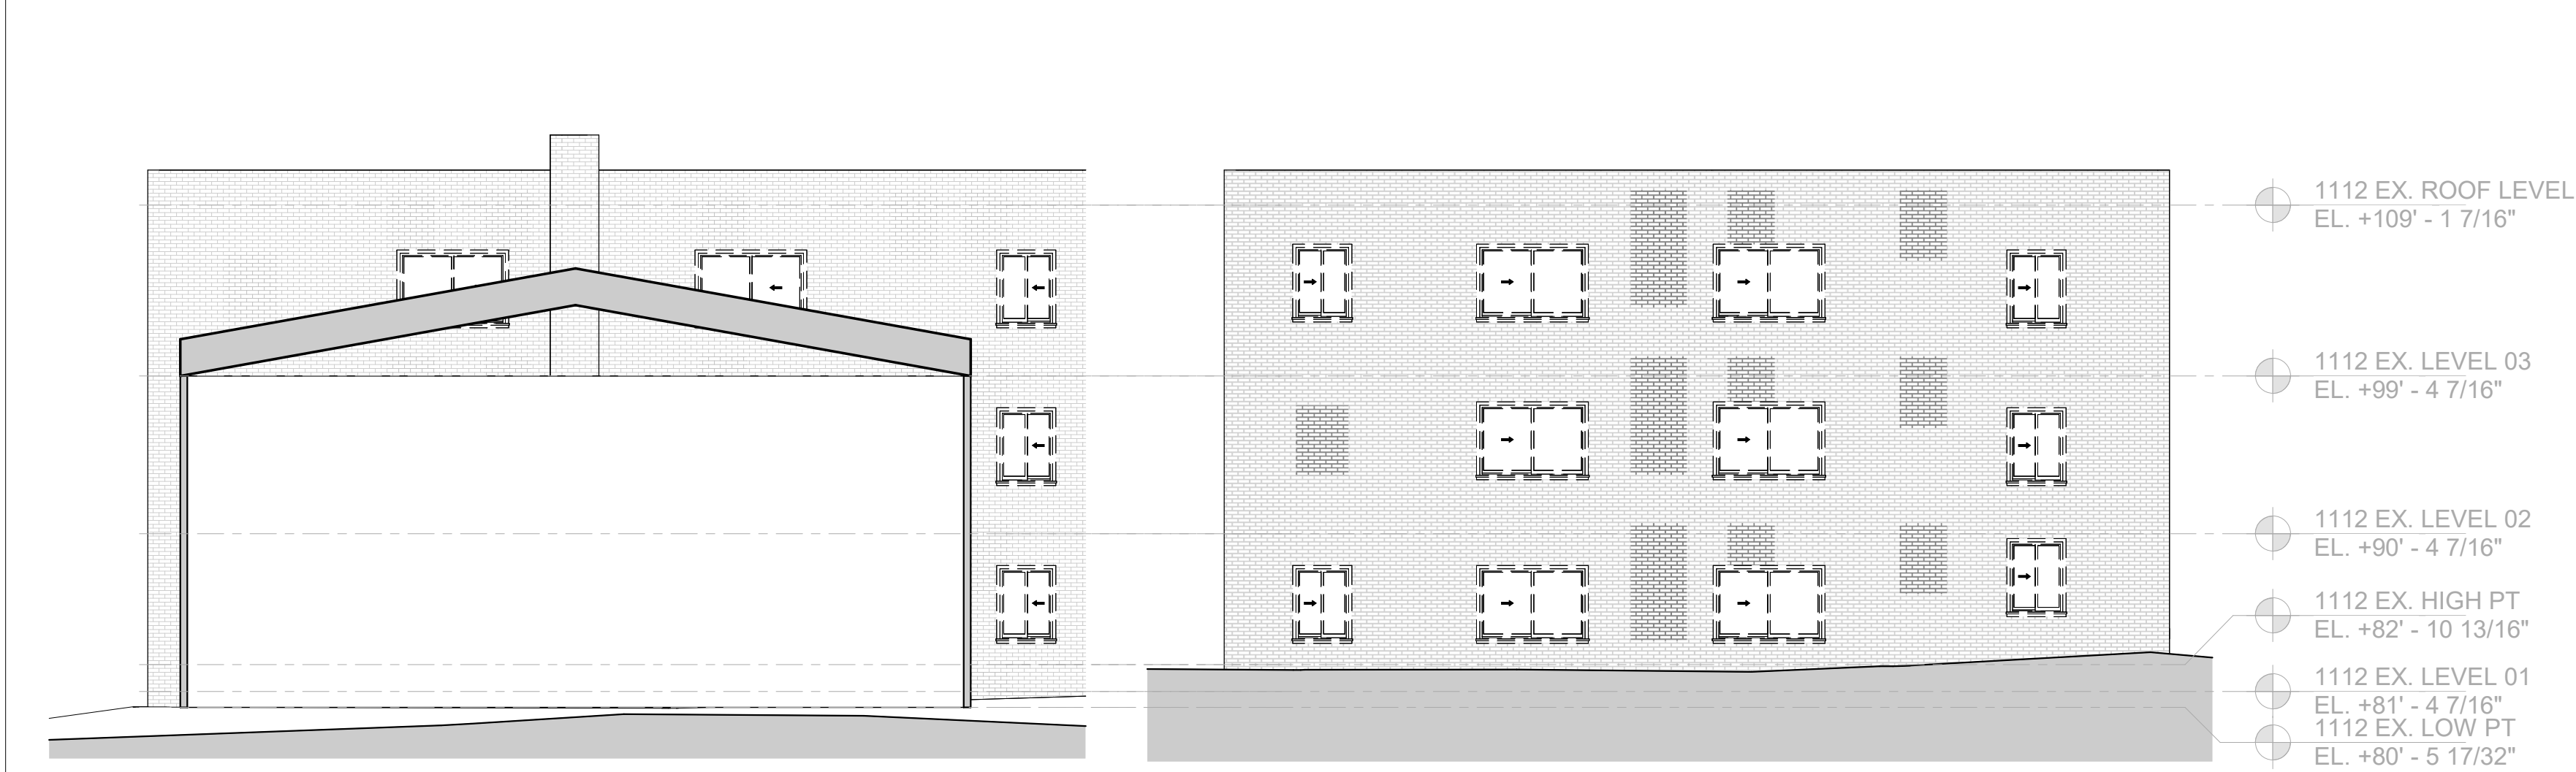 1112 EX. ROOF LEVEL
EL. +109' - 1 7/16"
1112 EX. LEVEL 03
EL. +99' - 4 7/16"
1112 EX. LEVEL 02
EL. +90' - 4 7/16"
1112 EX. HIGH PT
EL. +82' - 10 13/16"
1112 EX. LEVEL 01
EL. +81' - 4 7/16"
1112 EX. LOW PT
EL. +80' - 5 17/32"